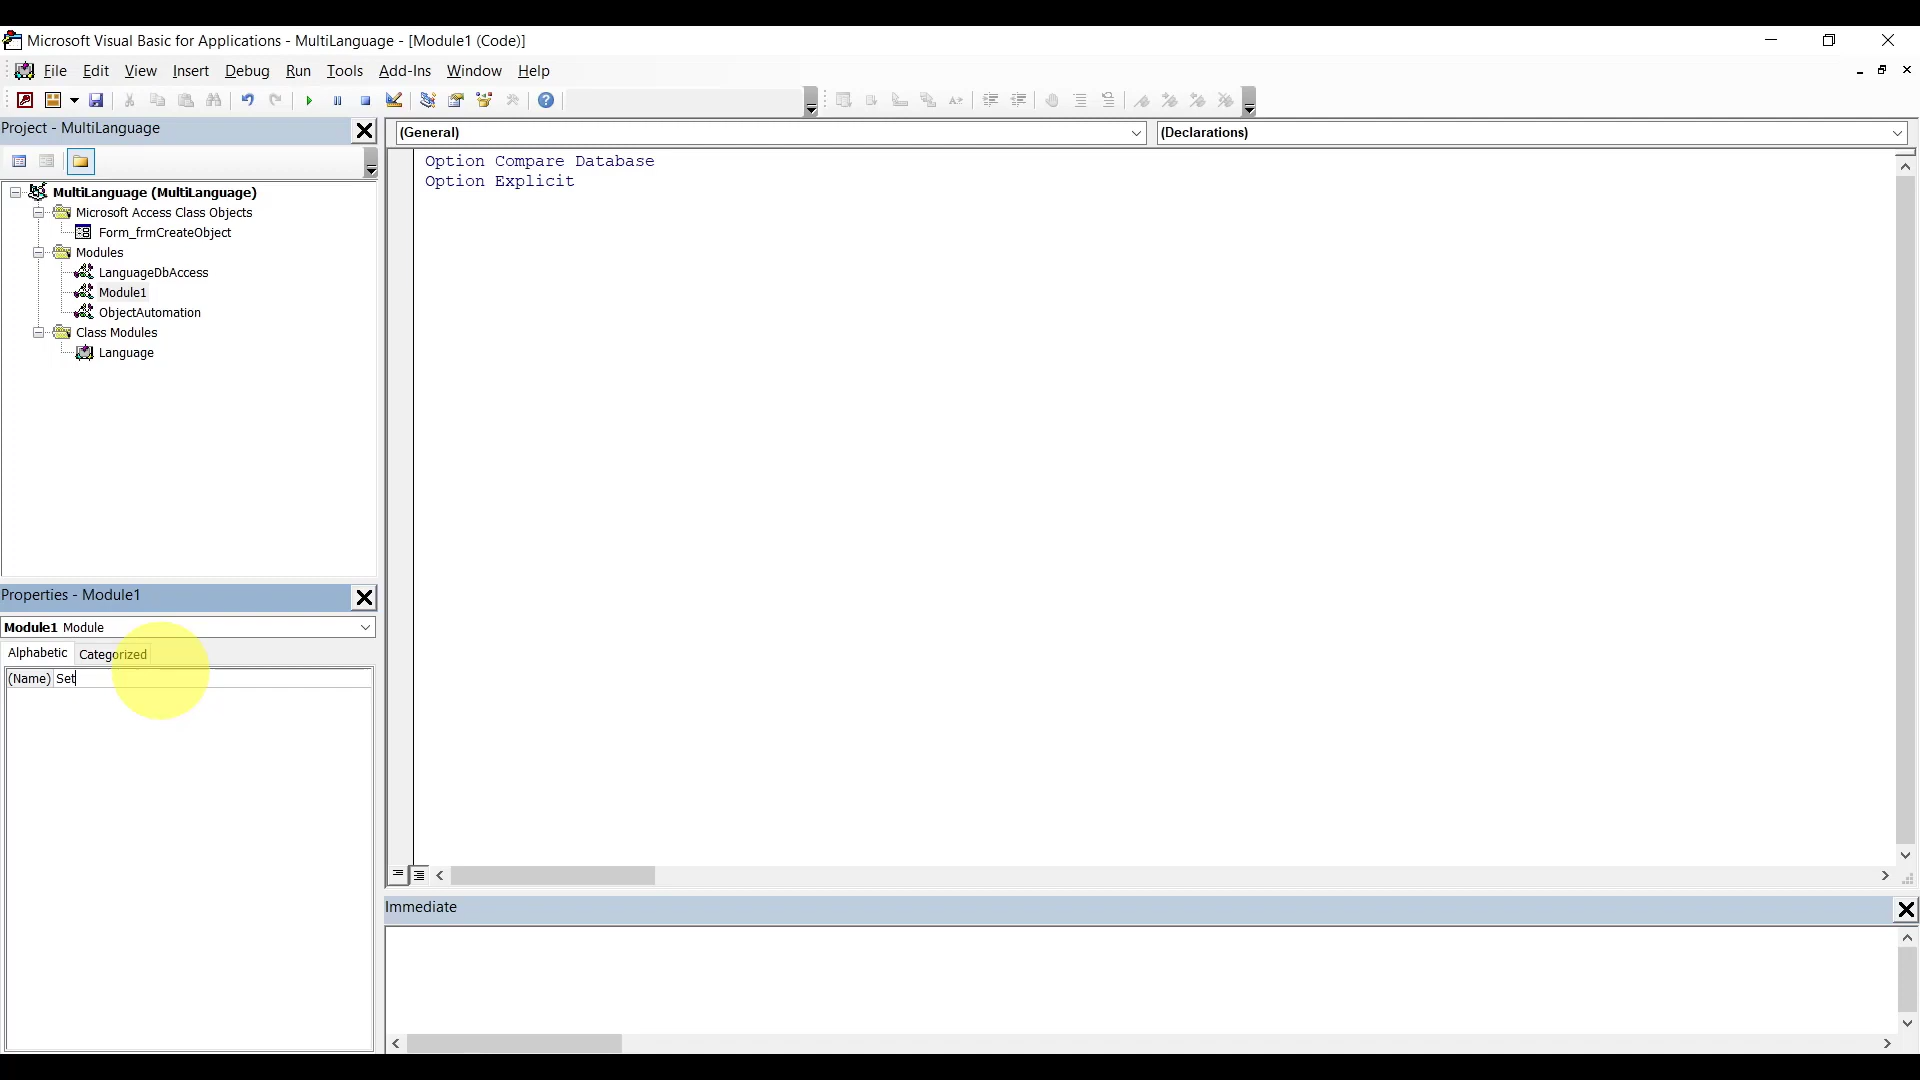 Microsoft Visual Basic for Applications - MultiLanguage - [Module1 (Code)]
File Edit View Insert Debug Run Tools Add-Ins Window Help
Project - MultiLanguage
(General) (Declarations)
MultiLanguage (MultiLanguage)
Microsoft Access Class Objects
Form_frmCreateObject
Modules
LanguageDbAccess
Module1
ObjectAutomation
Class Modules
Language
Option Compare Database
Option Explicit
Properties - Module1
Module1 Module
Alphabetic Categorized
(Name) Set
Immediate